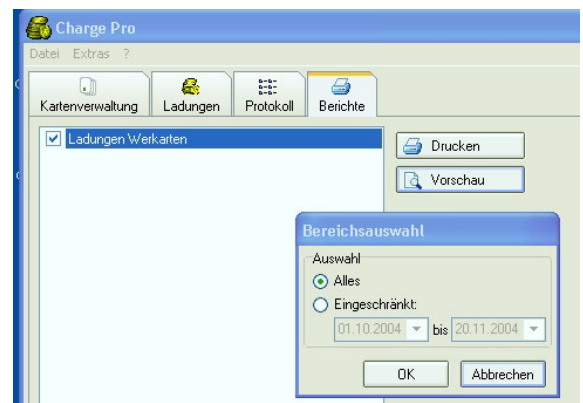 Charge Pro
Datei Extras ?
Kartenverwaltung Ladungen Protokoll Berichte
Ladungen Werkarten
Drucken
Vorschau
Bereichsauswahl
Auswahl
Alles
Eingeschränkt:
01.10.2004 bis 20.11.2004
OK Abbrechen